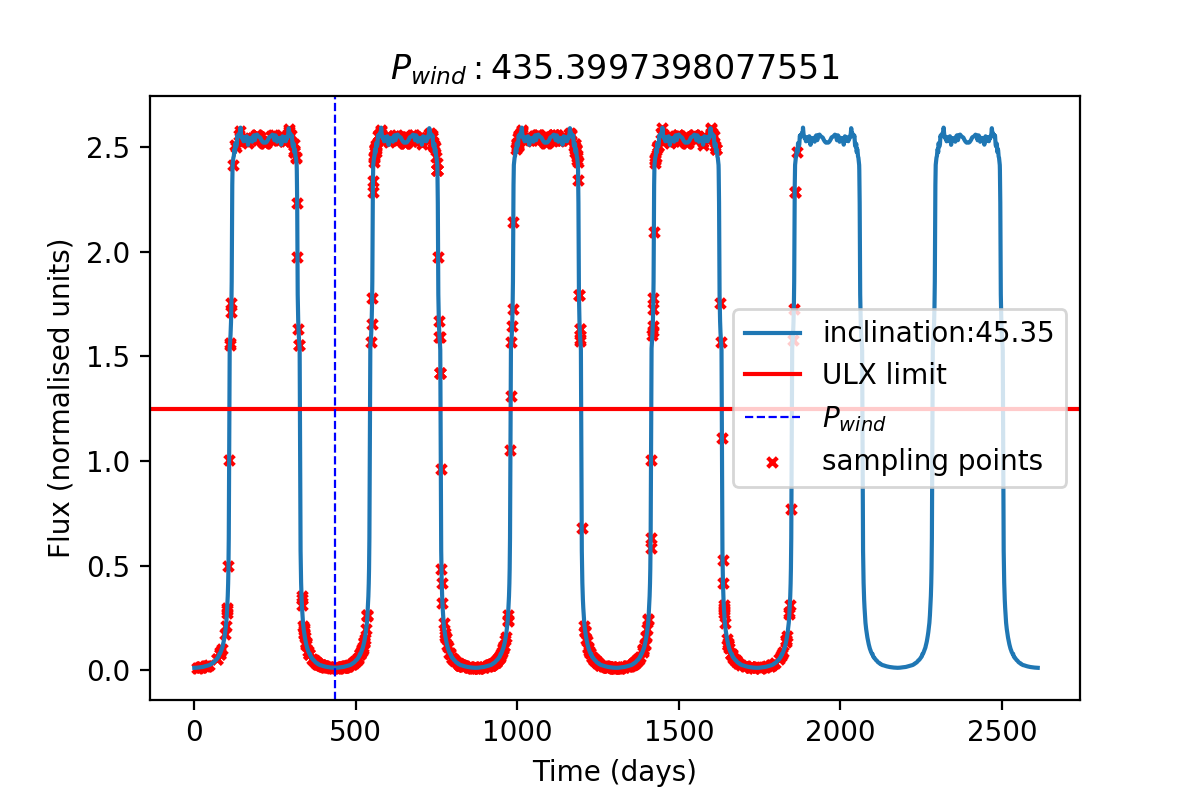 P_wind : 435.3997398077551
Flux (normalised units)
2.5
2.0
1.5
1.0
0.5
0.0
inclination:45.35
ULX limit
P_wind
sampling points
0 500 1000 1500 2000 2500
Time (days)